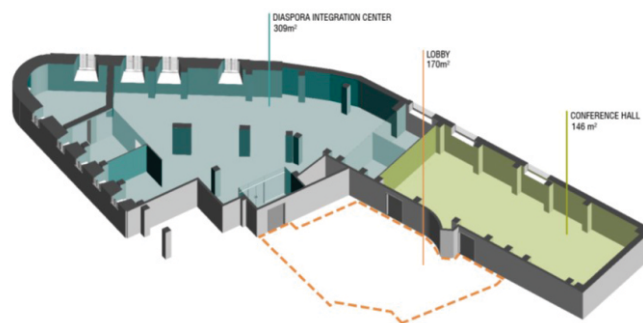 DIASPORA INTEGRATION CENTER
309m²
LOBBY
170m²
CONFERENCE HALL
146 m²